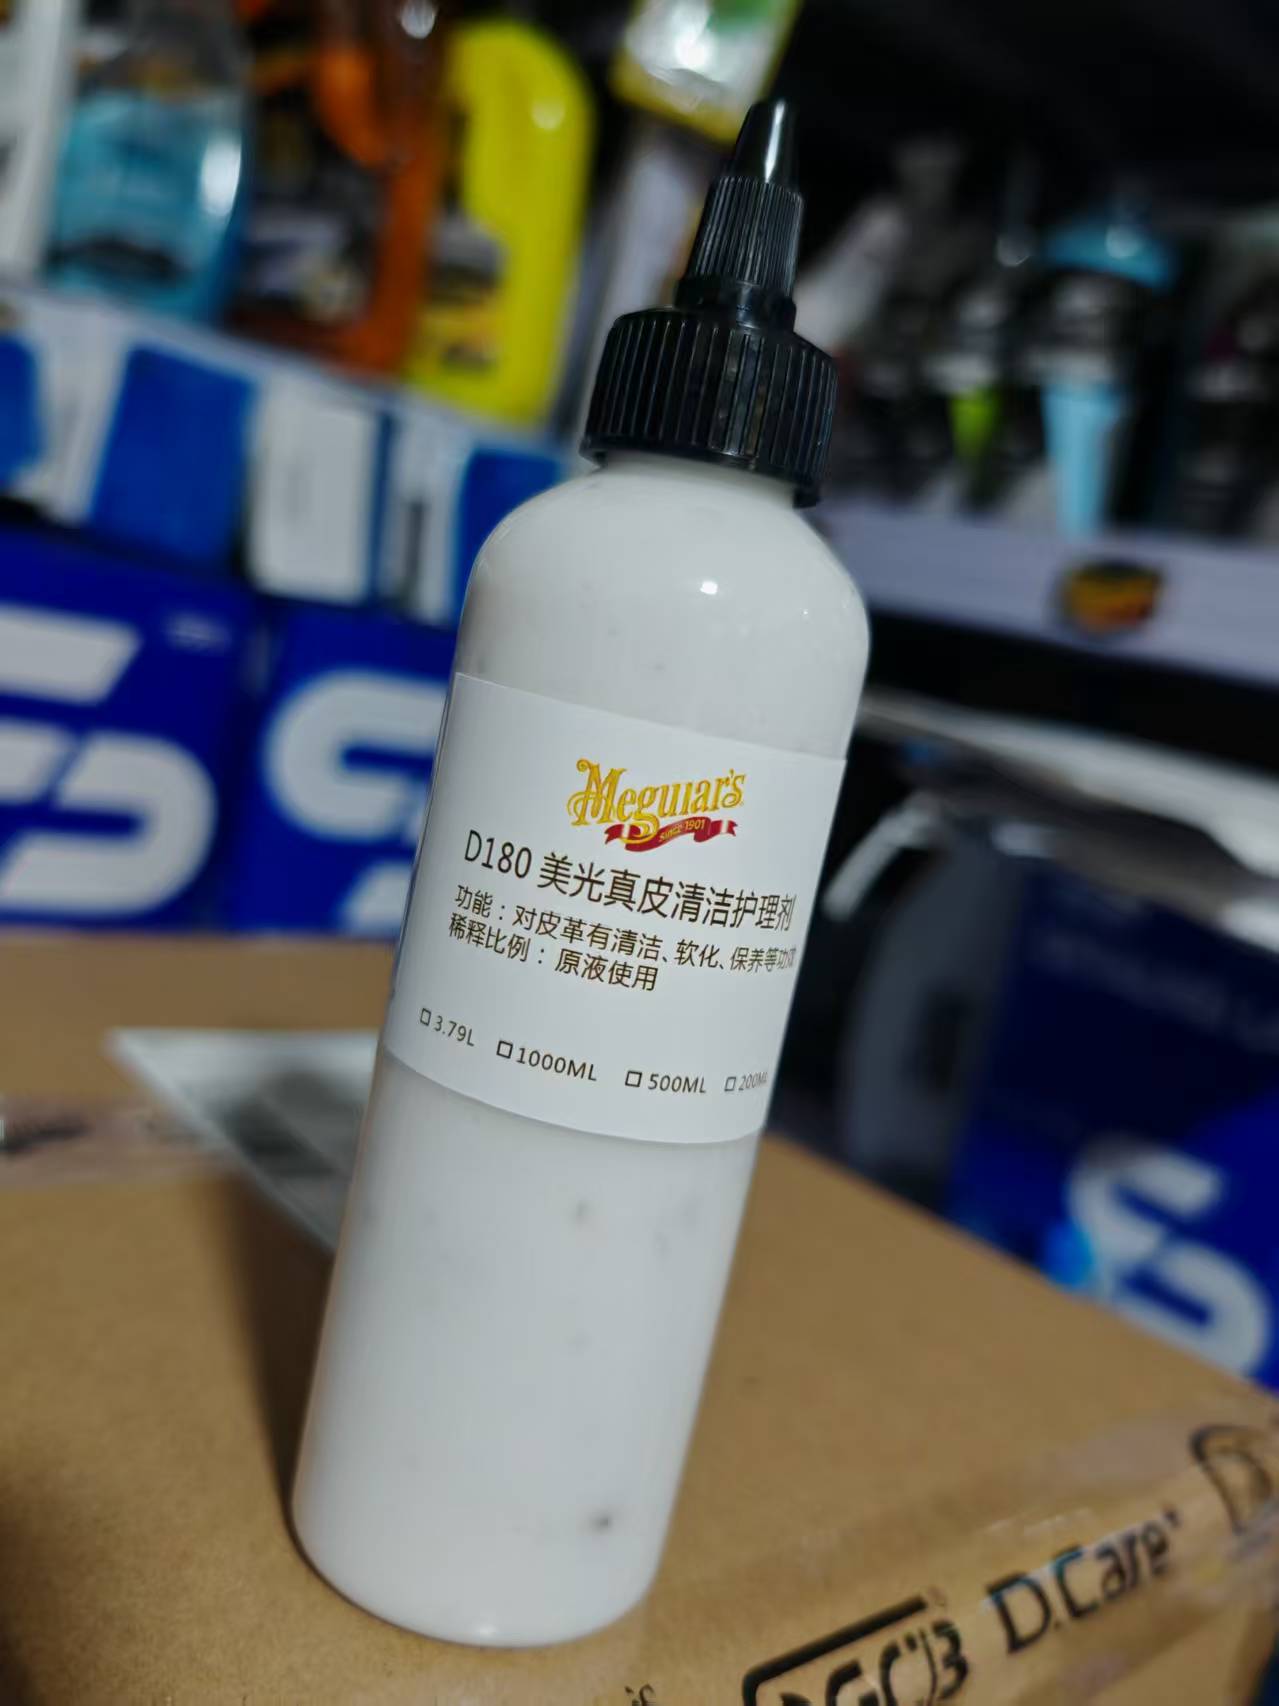 Meguiar's
Since 1901
D180 美光真皮清洁护理剂
功能：对皮革有清洁、软化、保养等功效
稀释比例：原液使用
□ 3.79L □ 1000ML □ 500ML □ 200ML
D.Care